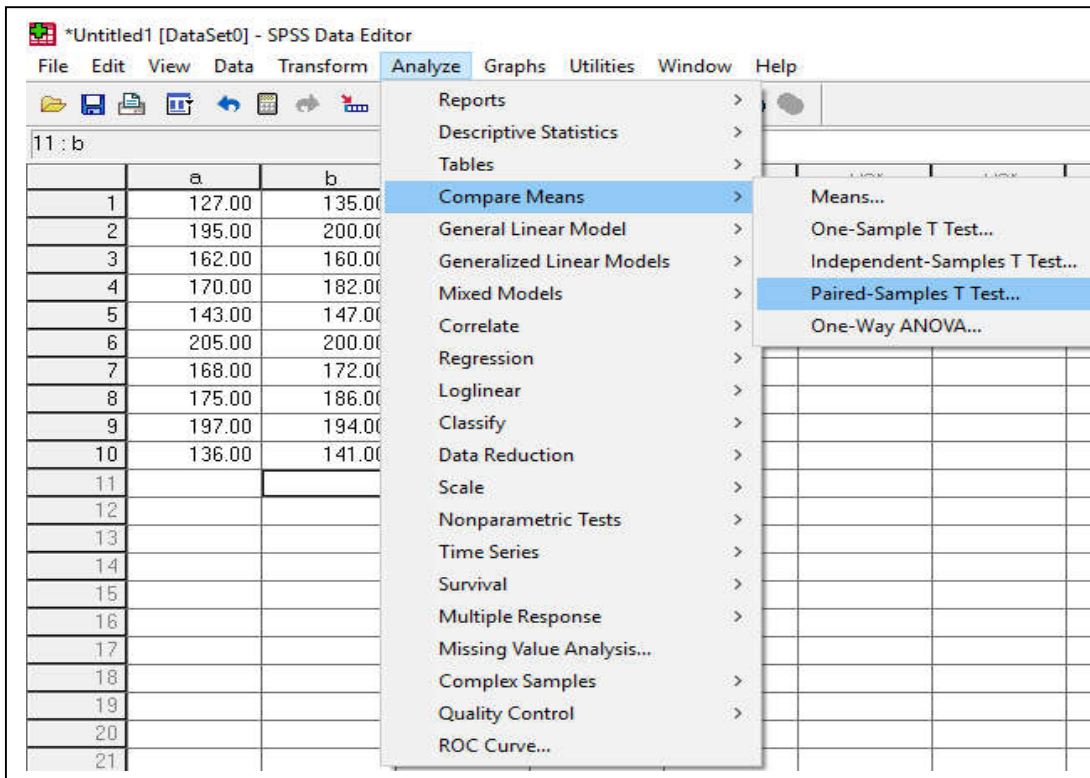 *Untitled1 [DataSet0] - SPSS Data Editor
File Edit View Data Transform Analyze Graphs Utilities Window Help
11 : b
a b
1 127.00 135.00
2 195.00 200.00
3 162.00 160.00
4 170.00 182.00
5 143.00 147.00
6 205.00 200.00
7 168.00 172.00
8 175.00 186.00
9 197.00 194.00
10 136.00 141.00
11
12
13
14
15
16
17
18
19
20
21
Reports
Descriptive Statistics
Tables
Compare Means
General Linear Model
Generalized Linear Models
Mixed Models
Correlate
Regression
Loglinear
Classify
Data Reduction
Scale
Nonparametric Tests
Time Series
Survival
Multiple Response
Missing Value Analysis...
Complex Samples
Quality Control
ROC Curve...
Means...
One-Sample T Test...
Independent-Samples T Test...
Paired-Samples T Test...
One-Way ANOVA...